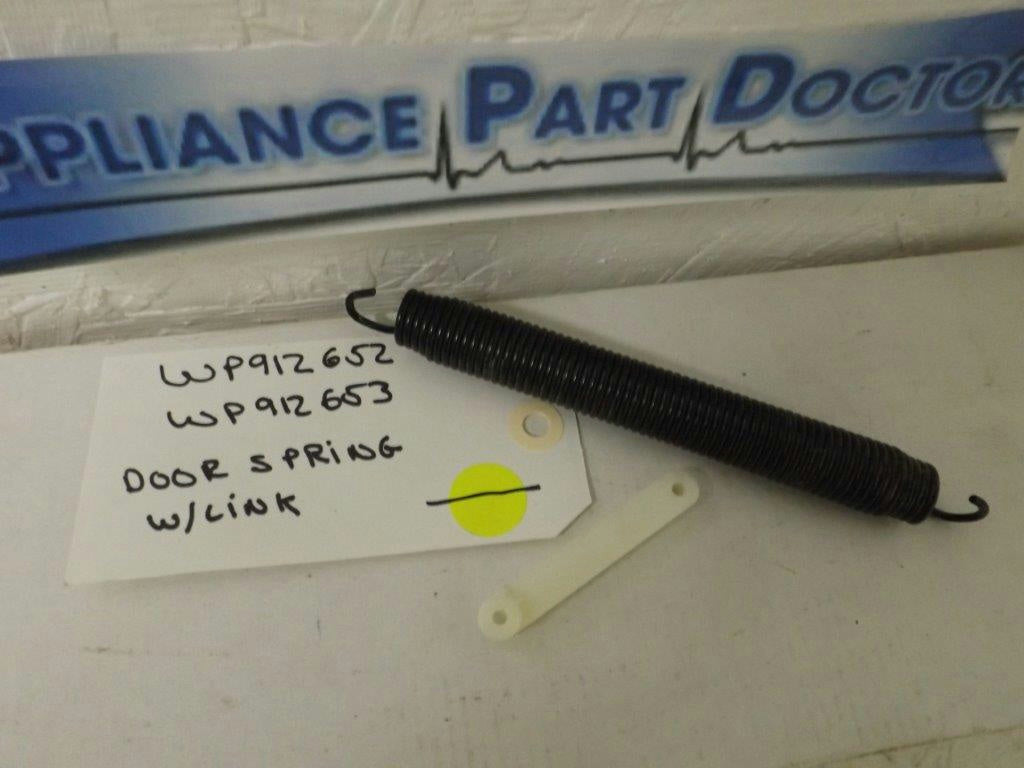 PPLIANCE PART DOCTOR
WP912652
WP912653
DOOR SPRING
W/LINK